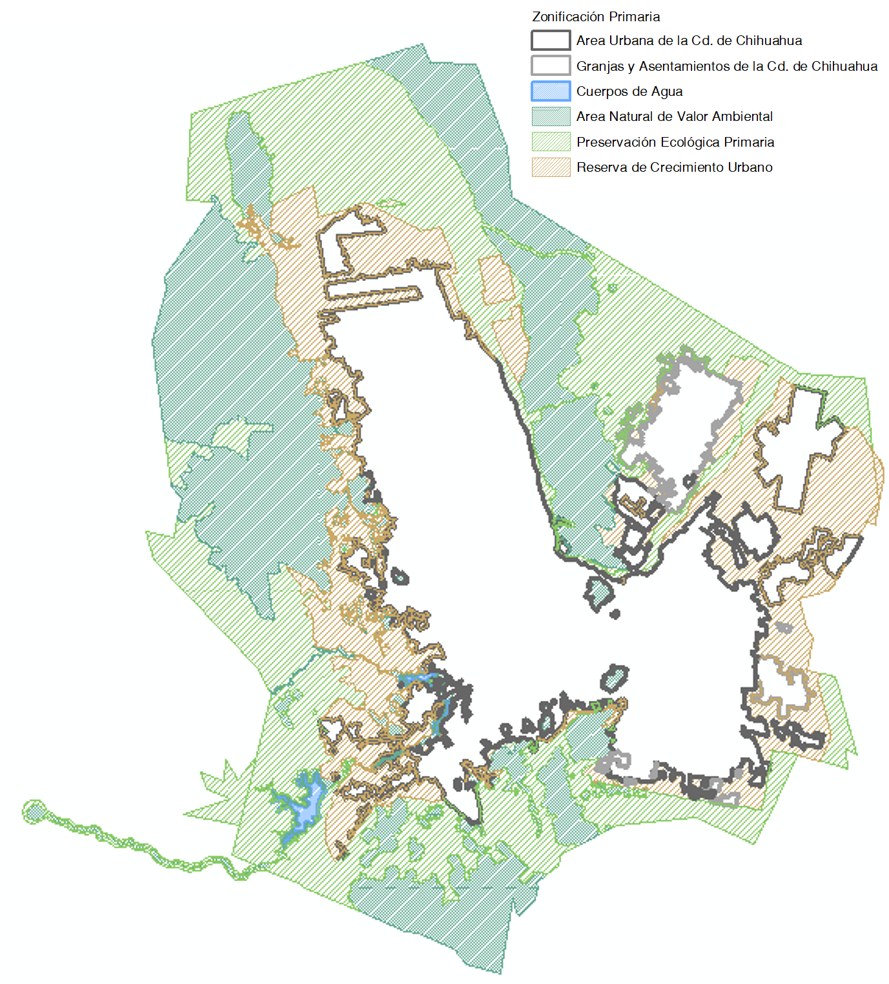 Zonificación Primaria
Area Urbana de la Cd. de Chihuahua
Granjas y Asentamientos de la Cd. de Chihuahua
Cuerpos de Agua
Area Natural de Valor Ambiental
Preservación Ecológica Primaria
Reserva de Crecimiento Urbano